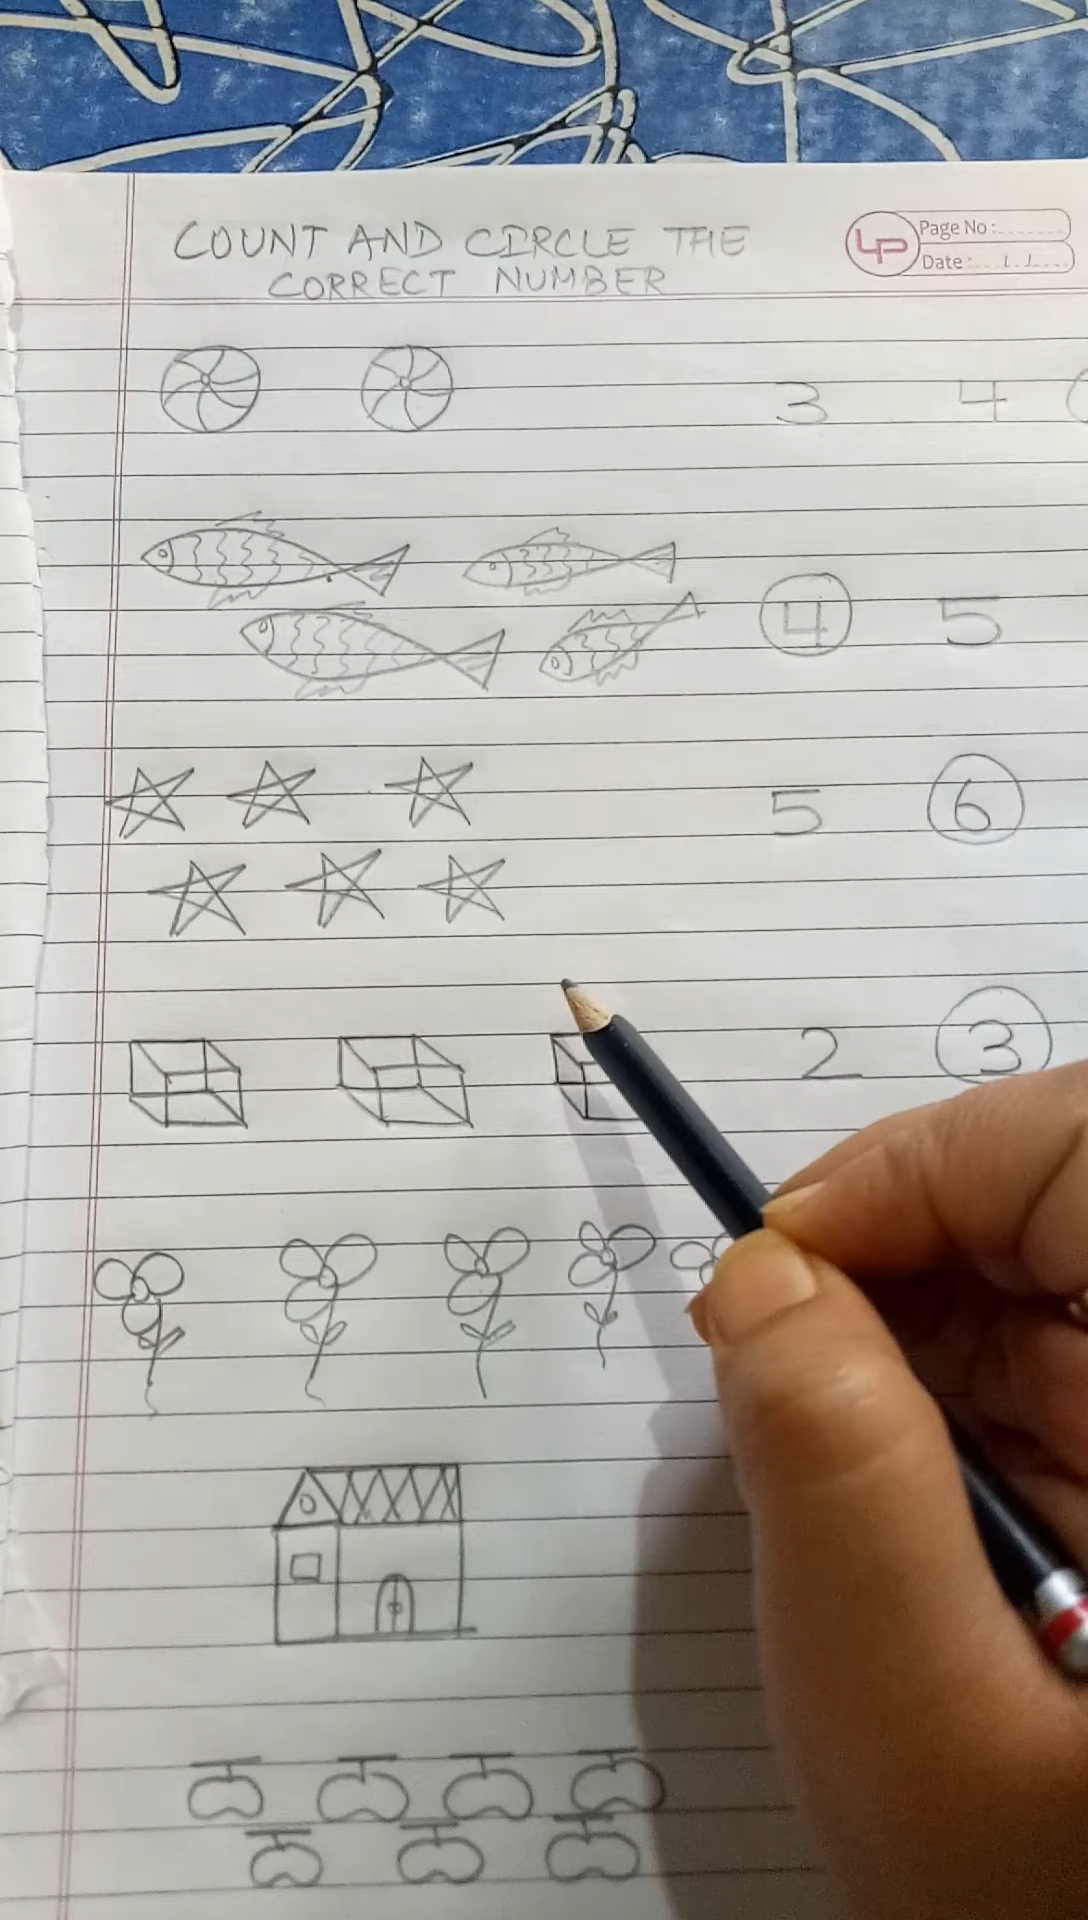 COUNT AND CIRCLE THE
CORRECT NUMBER
LP
Page No :
Date :
3 4
4 5
5 6
2 3